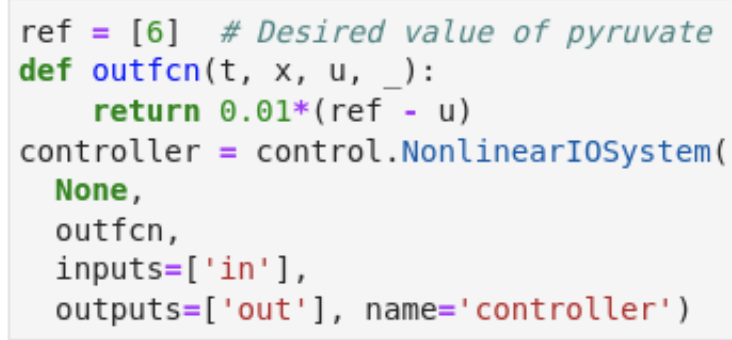 ref = [6]  # Desired value of pyruvate
def outfcn(t, x, u, _):
    return 0.01*(ref - u)
controller = control.NonlinearIOSystem(
  None,
  outfcn,
  inputs=['in'],
  outputs=['out'], name='controller')